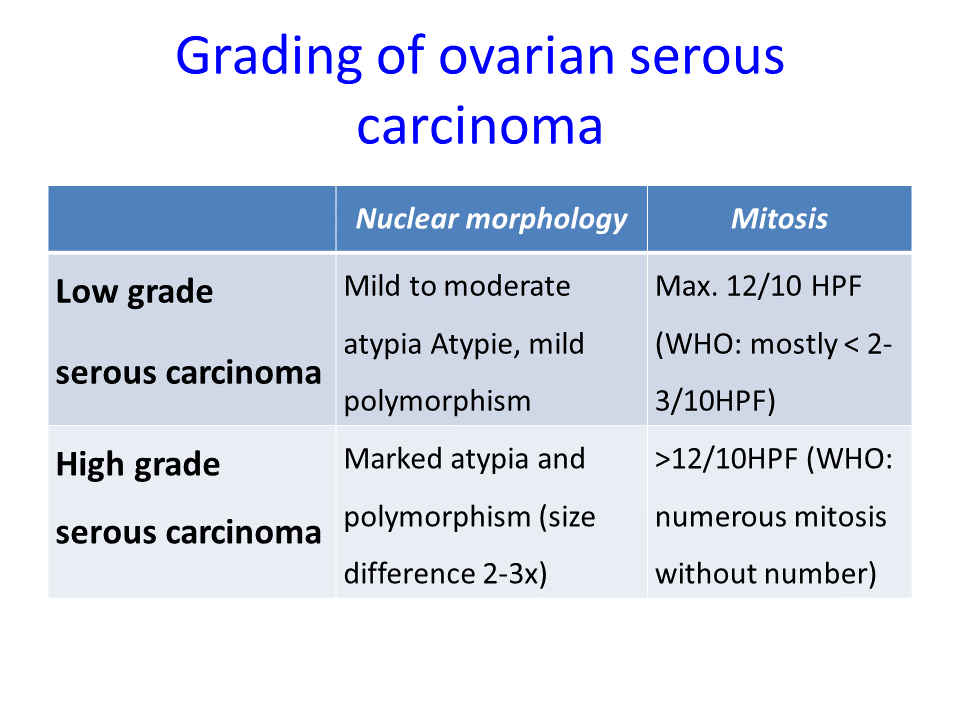 Grading of ovarian serous
carcinoma
Nuclear morphology
Mitosis
Low grade
serous carcinoma
Mild to moderate
atypia Atypie, mild
polymorphism
Max. 12/10 HPF
(WHO: mostly < 2-
3/10HPF)
High grade
serous carcinoma
Marked atypia and
polymorphism (size
difference 2-3x)
>12/10HPF (WHO:
numerous mitosis
without number)